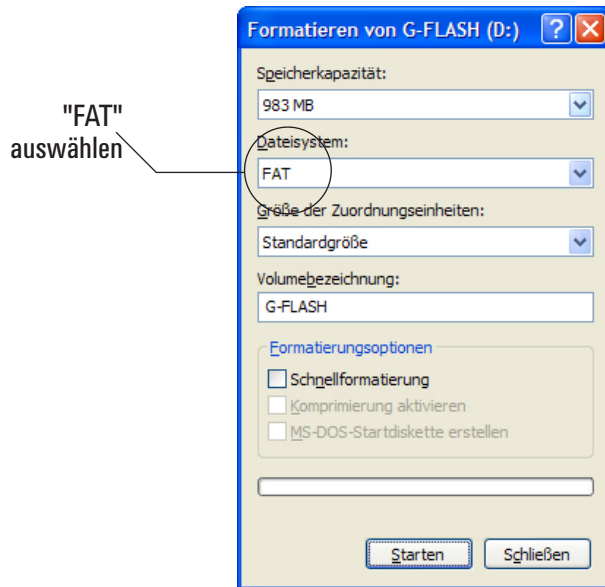 Formatieren von G-FLASH (D:)
Speicherkapazität:
983 MB
"FAT"
auswählen
Dateisystem:
FAT
Größe der Zuordnungseinheiten:
Standardgröße
Volumebezeichnung:
G-FLASH
Formatierungsoptionen
Schnellformatierung
Komprimierung aktivieren
MS-DOS-Startdiskette erstellen
Starten
Schließen